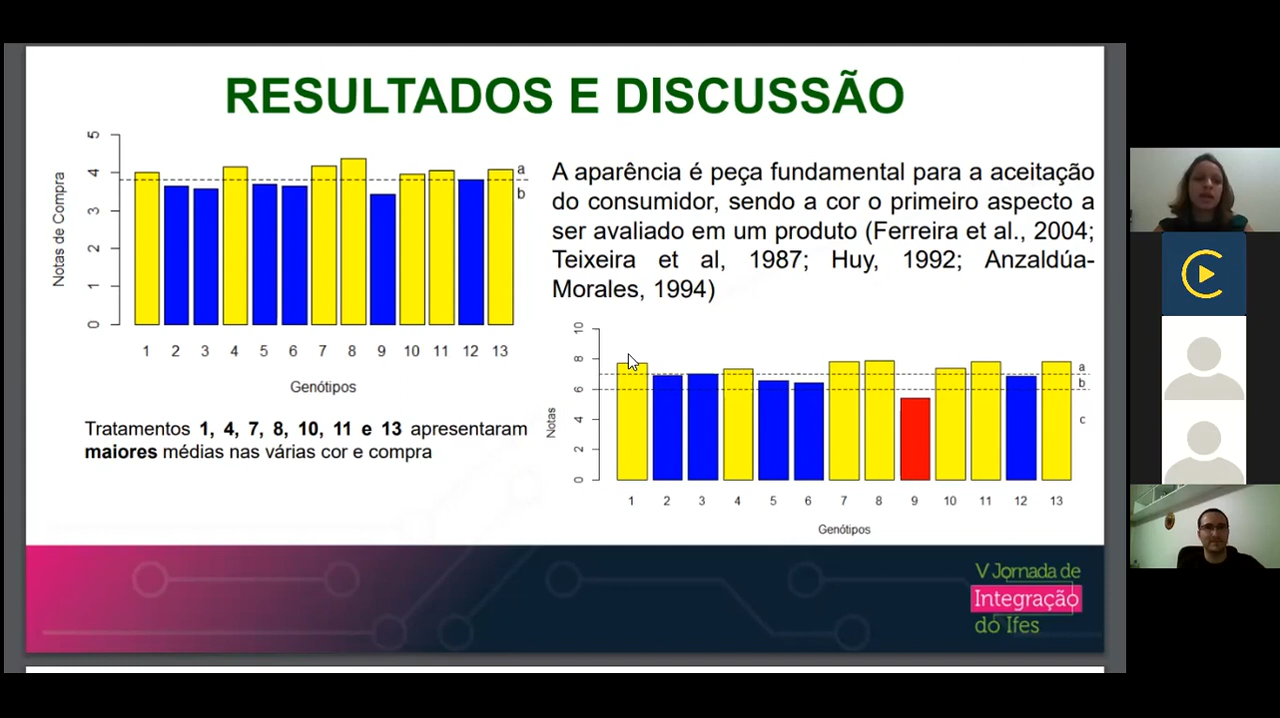 RESULTADOS E DISCUSSÃO
5
4
3
2
1
0
Notas de Compra
a
b
1 2 3 4 5 6 7 8 9 10 11 12 13
Genótipos
Tratamentos 1, 4, 7, 8, 10, 11 e 13 apresentaram
maiores médias nas várias cor e compra
A aparência é peça fundamental para a aceitação
do consumidor, sendo a cor o primeiro aspecto a
ser avaliado em um produto (Ferreira et al., 2004;
Teixeira et al, 1987; Huy, 1992; Anzaldúa-
Morales, 1994)
10
8
6
4
2
0
Notas
a
b
c
1 2 3 4 5 6 7 8 9 10 11 12 13
Genótipos
V Jornada de
Integração
do Ifes